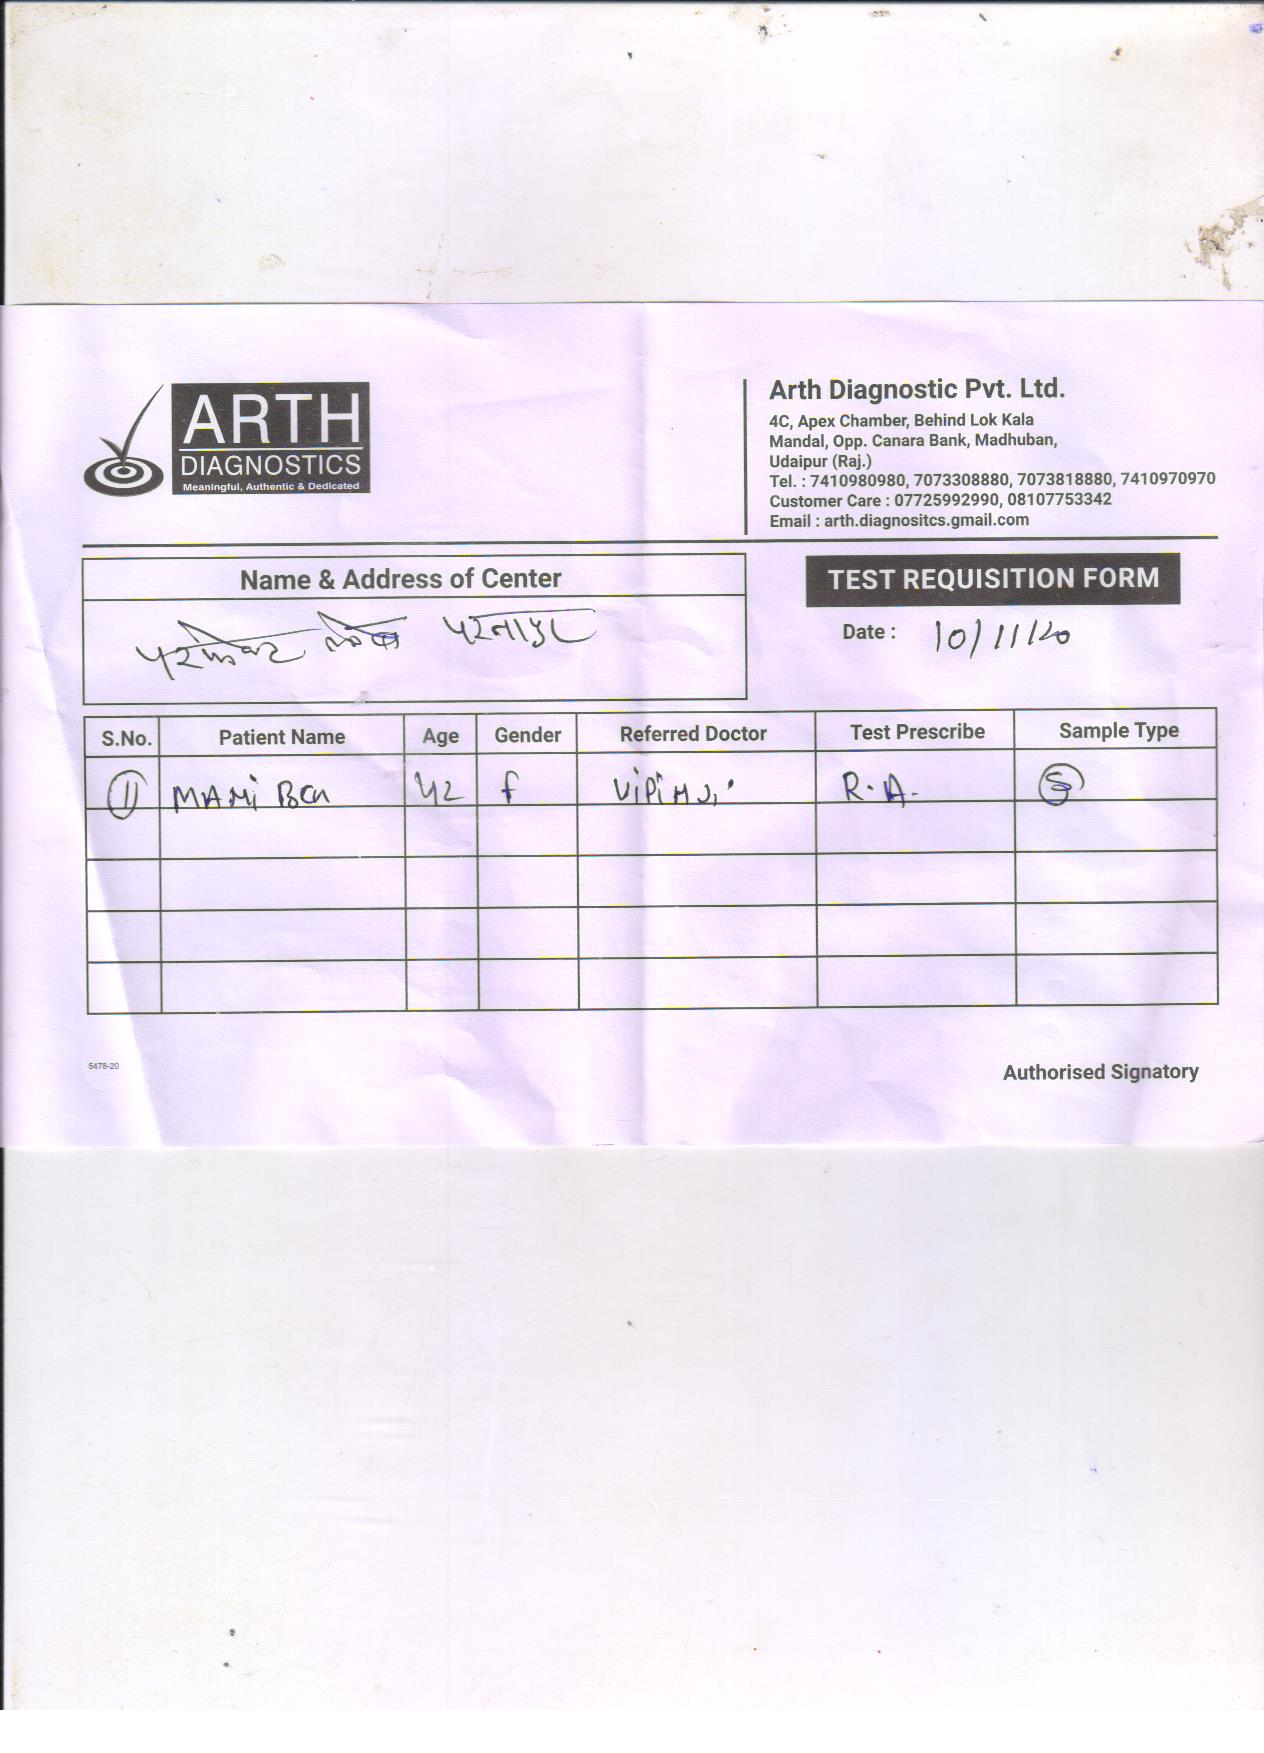 ARTH
DIAGNOSTICS
Meaningful, Authentic & Dedicated
Arth Diagnostic Pvt. Ltd.
4C, Apex Chamber, Behind Lok Kala
Mandal, Opp. Canara Bank, Madhuban,
Udaipur (Raj.)
Tel. : 7410980980, 7073308880, 7073818880, 7410970970
Customer Care : 07725992990, 08107753342
Email : arth.diagnositcs.gmail.com
Name & Address of Center
TEST REQUISITION FORM
Date : 10/11/20
S.No. Patient Name Age Gender Referred Doctor Test Prescribe Sample Type
1 MAMi Ben 42 f R.A. S
5478-20
Authorised Signatory